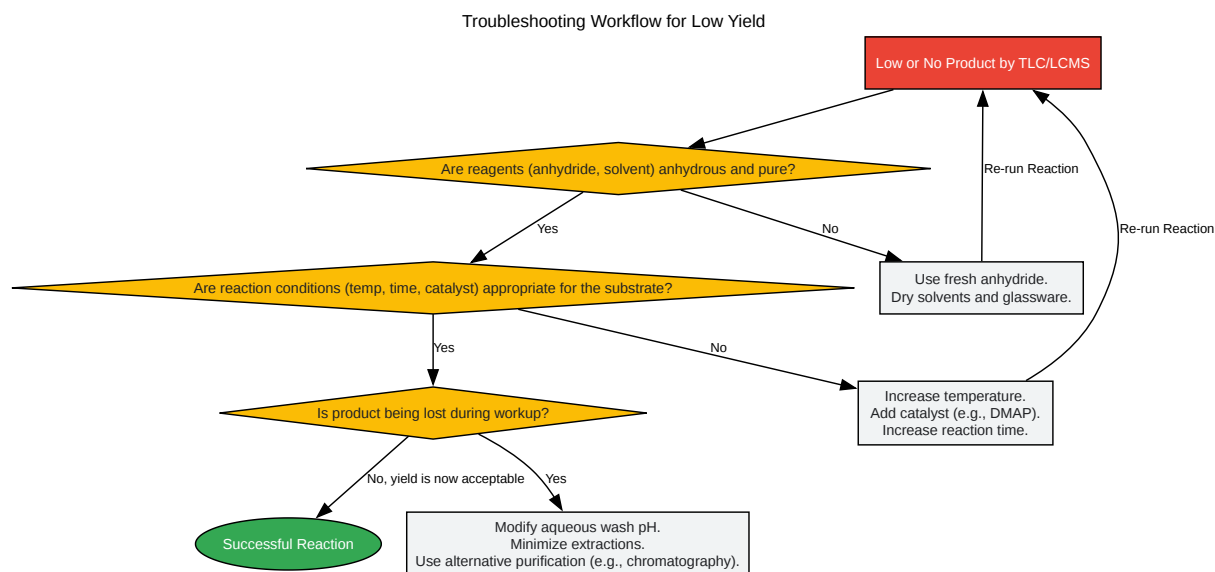 Troubleshooting Workflow for Low Yield
Low or No Product by TLC/LCMS
Are reagents (anhydride, solvent) anhydrous and pure?
Re-run Reaction
Re-run Reaction
Yes
No
Use fresh anhydride.
Dry solvents and glassware.
Are reaction conditions (temp, time, catalyst) appropriate for the substrate?
Yes
No
Increase temperature.
Add catalyst (e.g., DMAP).
Increase reaction time.
Is product being lost during workup?
No, yield is now acceptable
Yes
Successful Reaction
Modify aqueous wash pH.
Minimize extractions.
Use alternative purification (e.g., chromatography).